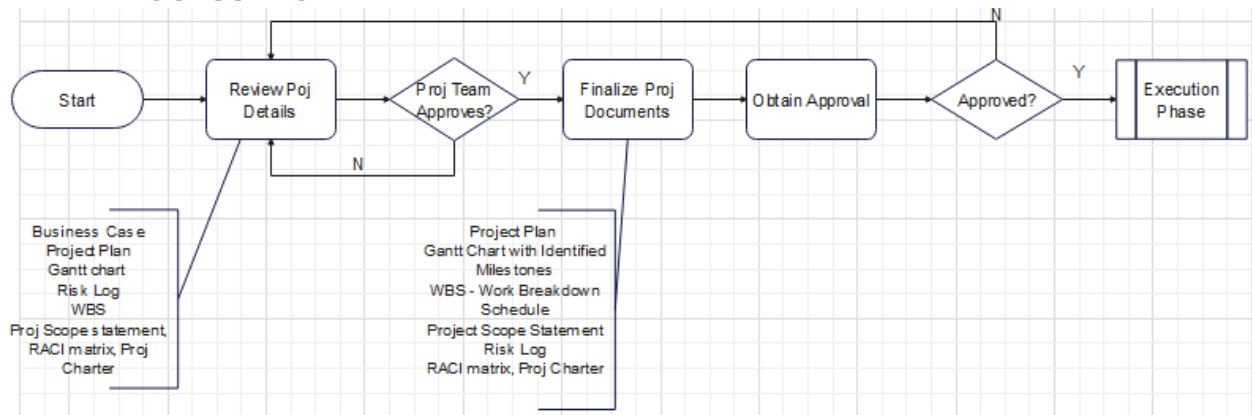 N
Start
Review Poj
Details
Proj Team
Approves?
Y
Finalize Proj
Documents
Obtain Approval
Approved?
Y
Execution
Phase
N
Business Case
Project Plan
Gantt chart
Risk Log
WBS
Proj Scope statement,
RACI matrix, Proj
Charter
Project Plan
Gantt Chart with Identified
Milestones
WBS - Work Breakdown
Schedule
Project Scope Statement
Risk Log
RACI matrix, Proj Charter